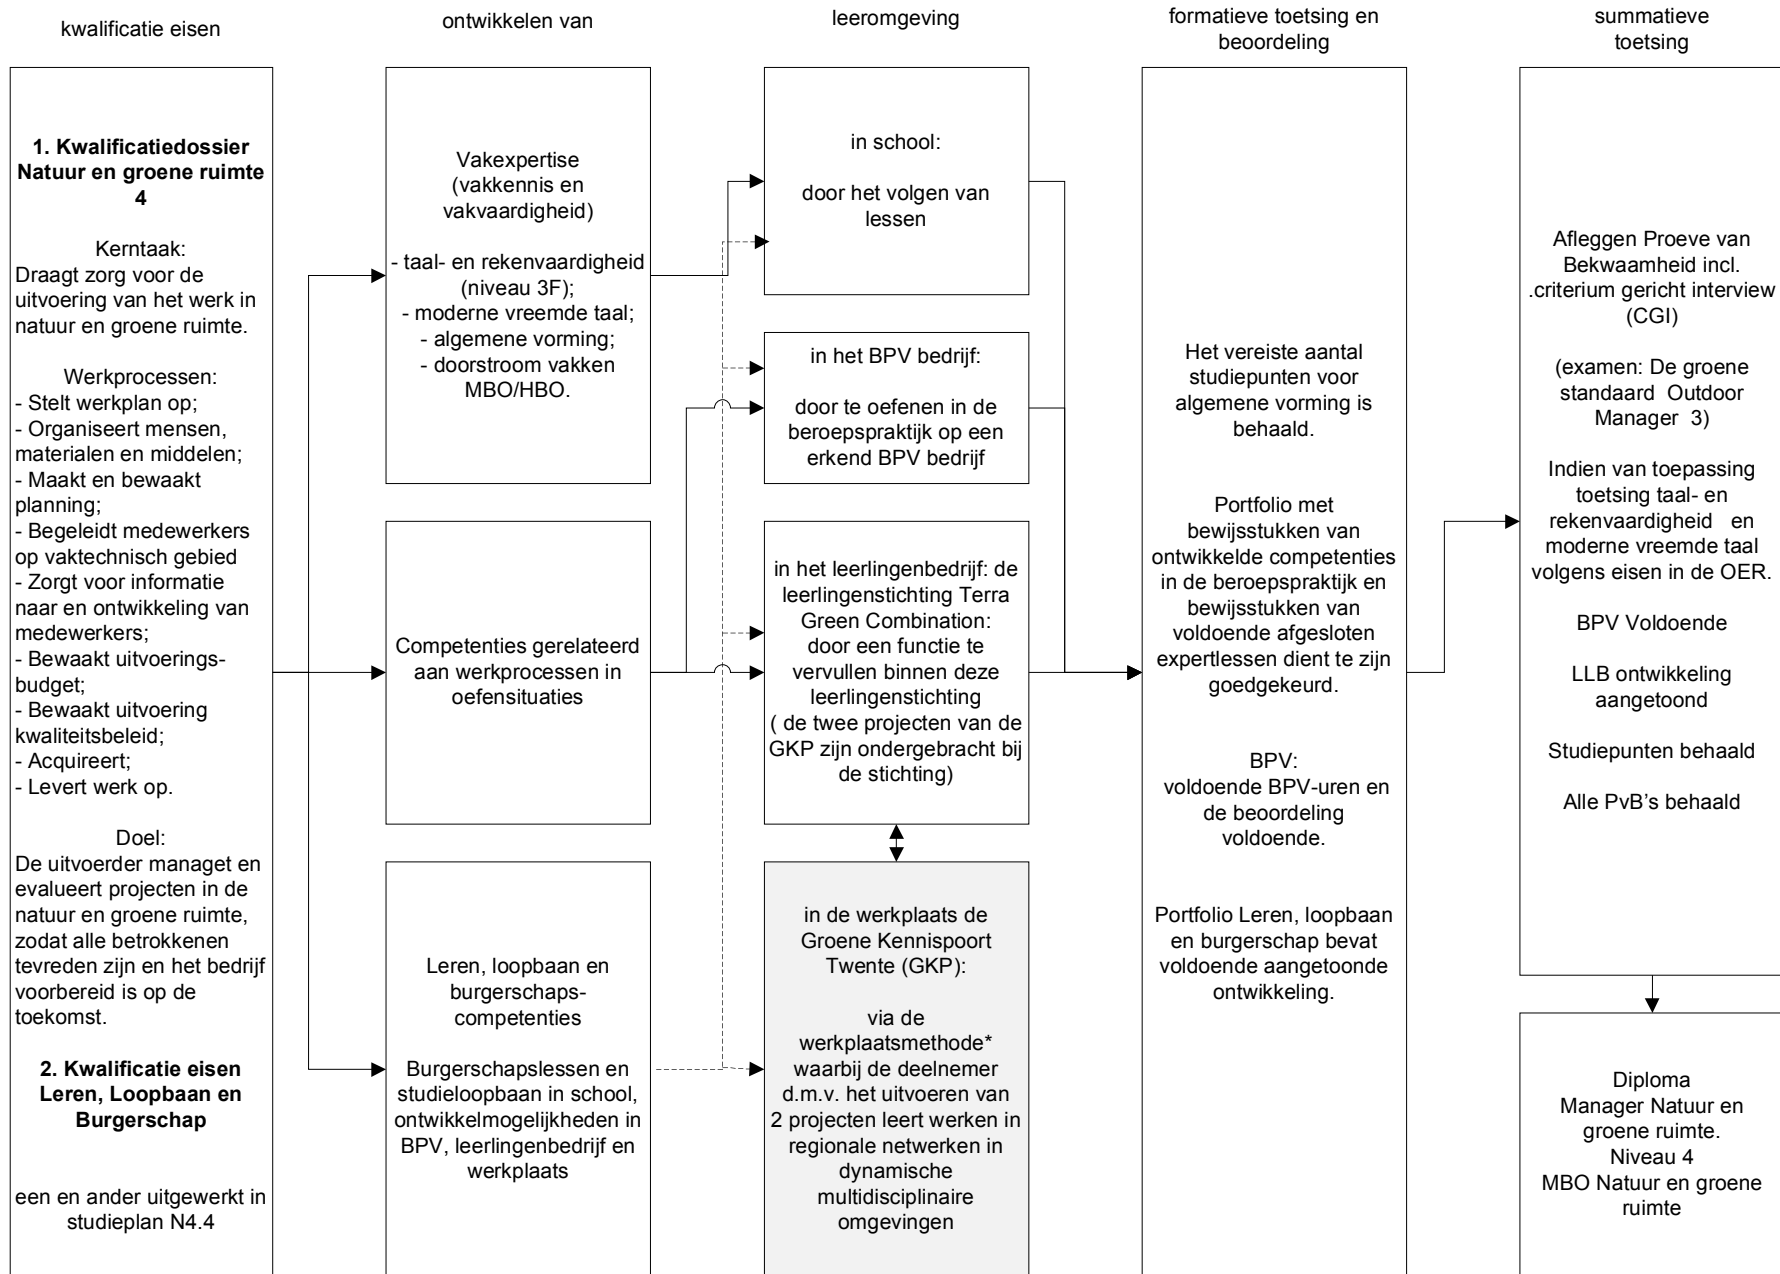 kwalificatie eisen
ontwikkelen van
leeromgeving
formatieve toetsing en
beoordeling
summatieve
toetsing
1. Kwalificatiedossier
Natuur en groene ruimte
4
Kerntaak:
Draagt zorg voor de
uitvoering van het werk in
natuur en groene ruimte.
Werkprocessen:
- Stelt werkplan op;
- Organiseert mensen,
materialen en middelen;
- Maakt en bewaakt
planning;
- Begeleidt medewerkers
op vaktechnisch gebied
- Zorgt voor informatie
naar en ontwikkeling van
medewerkers;
- Bewaakt uitvoerings-
budget;
- Bewaakt uitvoering
kwaliteitsbeleid;
- Acquireert;
- Levert werk op.
Doel:
De uitvoerder managet en
evalueert projecten in de
natuur en groene ruimte,
zodat alle betrokkenen
tevreden zijn en het bedrijf
voorbereid is op de
toekomst.
2. Kwalificatie eisen
Leren, Loopbaan en
Burgerschap
een en ander uitgewerkt in
studieplan N4.4
Vakexpertise
(vakkennis en
vakvaardigheid)
- taal- en rekenvaardigheid
(niveau 3F);
- moderne vreemde taal;
- algemene vorming;
- doorstroom vakken
MBO/HBO.
Competenties gerelateerd
aan werkprocessen in
oefensituaties
Leren, loopbaan en
burgerschaps-
competenties
Burgerschapslessen en
studieloopbaan in school,
ontwikkelmogelijkheden in
BPV, leerlingenbedrijf en
werkplaats
in school:
door het volgen van
lessen
in het BPV bedrijf:
door te oefenen in de
beroepspraktijk op een
erkend BPV bedrijf
in het leerlingenbedrijf: de
leerlingenstichting Terra
Green Combination:
door een functie te
vervullen binnen deze
leerlingenstichting
( de twee projecten van de
GKP zijn ondergebracht bij
de stichting)
in de werkplaats de
Groene Kennispoort
Twente (GKP):
via de
werkplaatsmethode*
waarbij de deelnemer
d.m.v. het uitvoeren van
2 projecten leert werken in
regionale netwerken in
dynamische
multidisciplinaire
omgevingen
Het vereiste aantal
studiepunten voor
algemene vorming is
behaald.
Portfolio met
bewijsstukken van
ontwikkelde competenties
in de beroepspraktijk en
bewijsstukken van
voldoende afgesloten
expertlessen dient te zijn
goedgekeurd.
BPV:
voldoende BPV-uren en
de beoordeling
voldoende.
Portfolio Leren, loopbaan
en burgerschap bevat
voldoende aangetoonde
ontwikkeling.
Afleggen Proeve van
Bekwaamheid incl.
.criterium gericht interview
(CGI)
(examen: De groene
standaard Outdoor
Manager 3)
Indien van toepassing
toetsing taal- en
rekenvaardigheid en
moderne vreemde taal
volgens eisen in de OER.
BPV Voldoende
LLB ontwikkeling
aangetoond
Studiepunten behaald
Alle PvB's behaald
Diploma
Manager Natuur en
groene ruimte.
Niveau 4
MBO Natuur en groene
ruimte